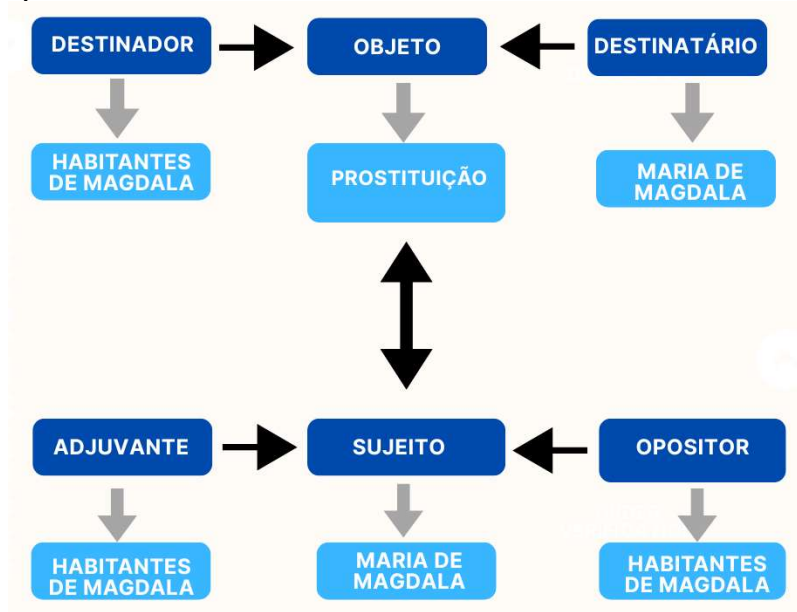 DESTINADOR
OBJETO
DESTINATÁRIO
HABITANTES
DE MAGDALA
PROSTITUIÇÃO
MARIA DE
MAGDALA
ADJUVANTE
SUJEITO
OPOSITOR
HABITANTES
DE MAGDALA
MARIA DE
MAGDALA
HABITANTES
DE MAGDALA